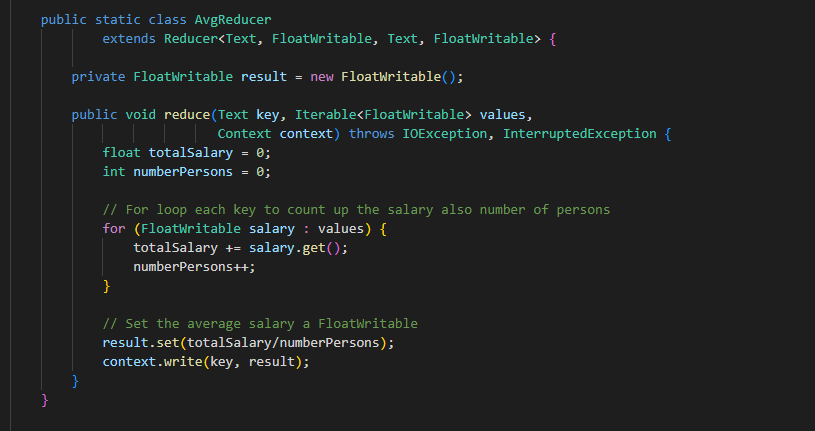 public static class AvgReducer
extends Reducer<Text, FloatWritable, Text, FloatWritable> {
private FloatWritable result = new FloatWritable();
public void reduce(Text key, Iterable<FloatWritable> values,
Context context) throws IOException, InterruptedException {
float totalSalary = 0;
int numberPersons = 0;
// For loop each key to count up the salary also number of persons
for (FloatWritable salary : values) {
totalSalary += salary.get();
numberPersons++;
}
// Set the average salary a FloatWritable
result.set(totalSalary/numberPersons);
context.write(key, result);
}
}